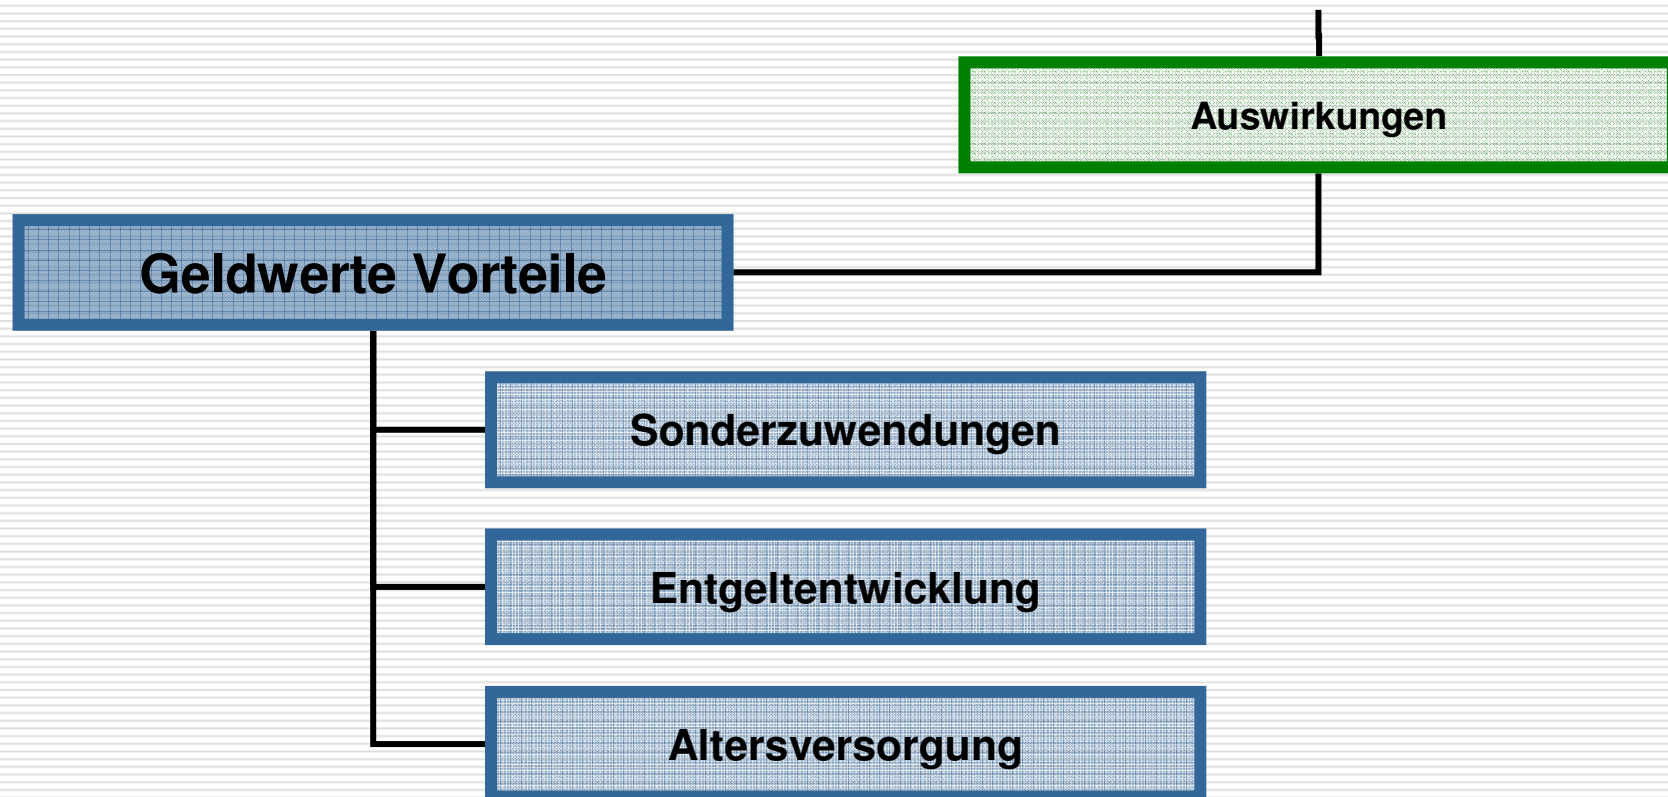 Auswirkungen
Geldwerte Vorteile
Sonderzuwendungen
Entgeltentwicklung
Altersversorgung